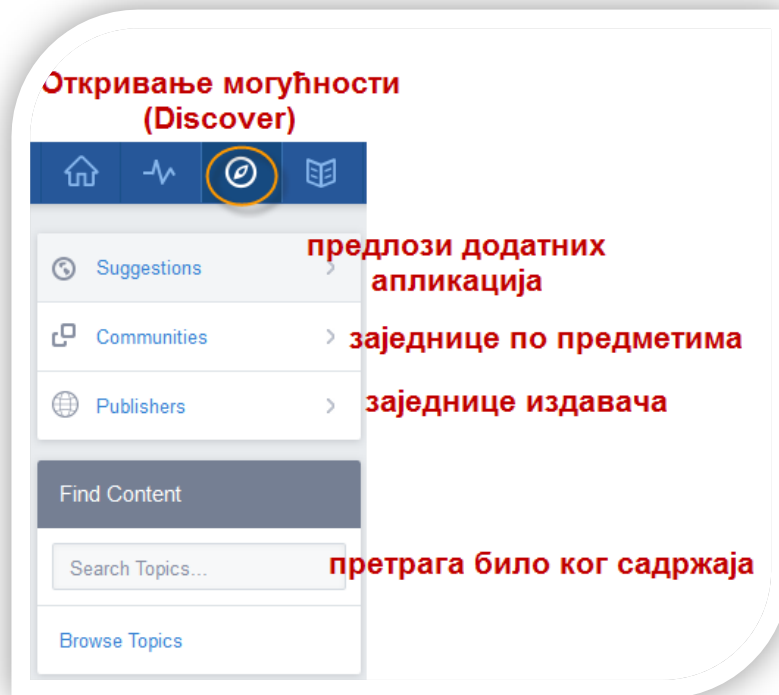 Откривање могућности
(Discover)
Suggestions
предлози додатних
апликација
Communities
заједнице по предметима
Publishers
заједнице издавача
Find Content
Search Topics...
претрага било ког садржаја
Browse Topics